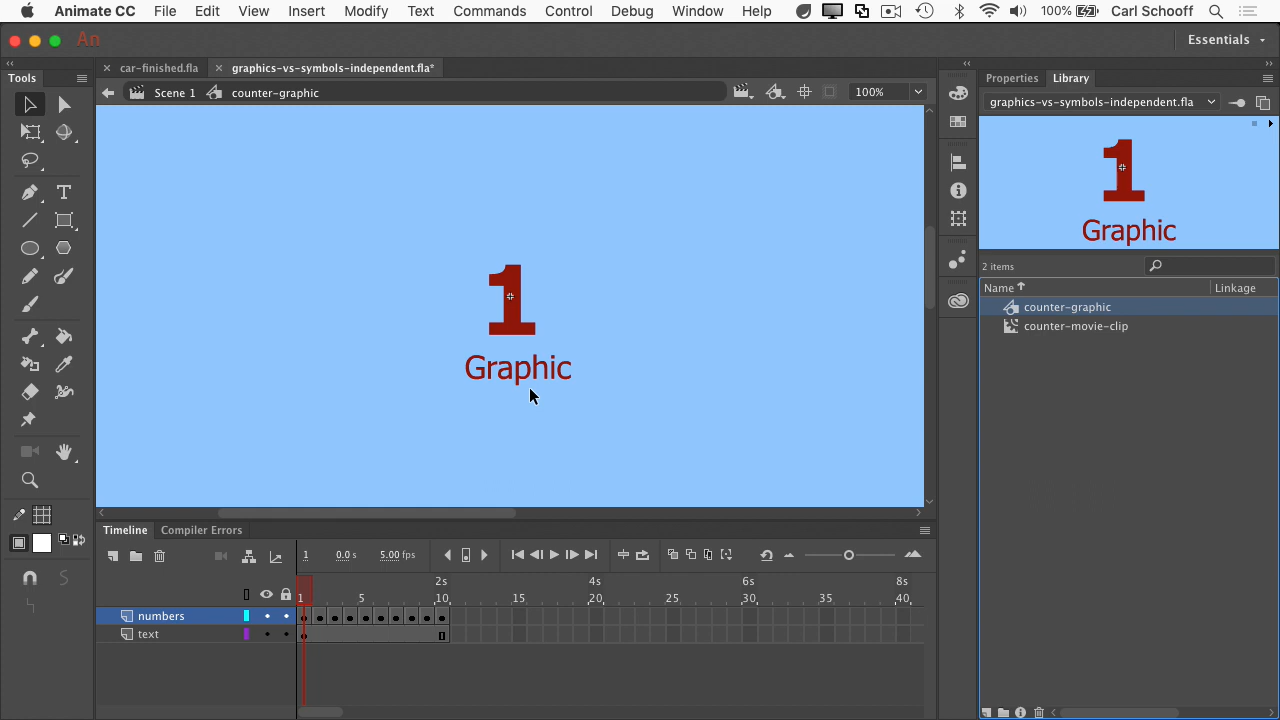 Animate CC File Edit View Insert Modify Text Commands Control Debug Window Help 100% Carl Schooff
An Essentials
Tools
car-finished.fla graphics-vs-symbols-independent.fla* Properties Library
Scene 1 counter-graphic 100% graphics-vs-symbols-independent.fla
1
Graphic
1
Graphic
2 items
Name Linkage
counter-graphic
counter-movie-clip
Timeline Compiler Errors
1 0.0 s 5.00 fps
2s 4s 6s 8s
1 5 10 15 20 25 30 35 40
numbers
text